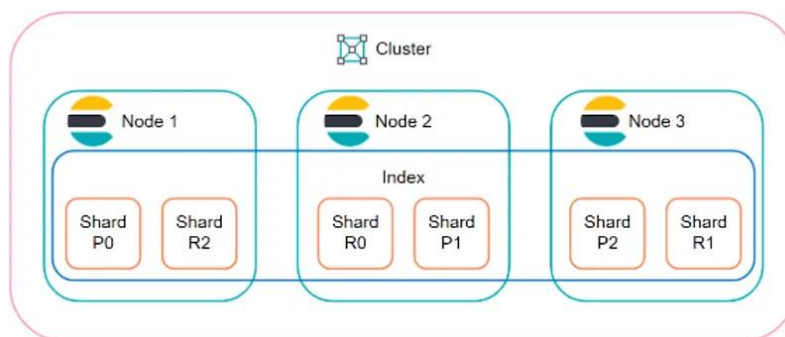 Cluster
Node 1
Node 2
Node 3
Index
Shard
P0
Shard
R2
Shard
R0
Shard
P1
Shard
P2
Shard
R1